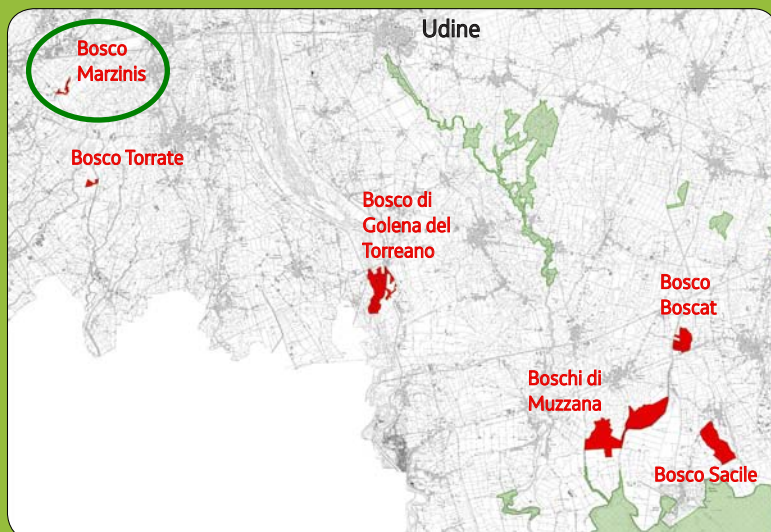 Udine
Bosco
Marzinis
Bosco Torrate
Bosco di
Golena del
Torreano
Bosco
Boscat
Boschi di
Muzzana
Bosco Sacile